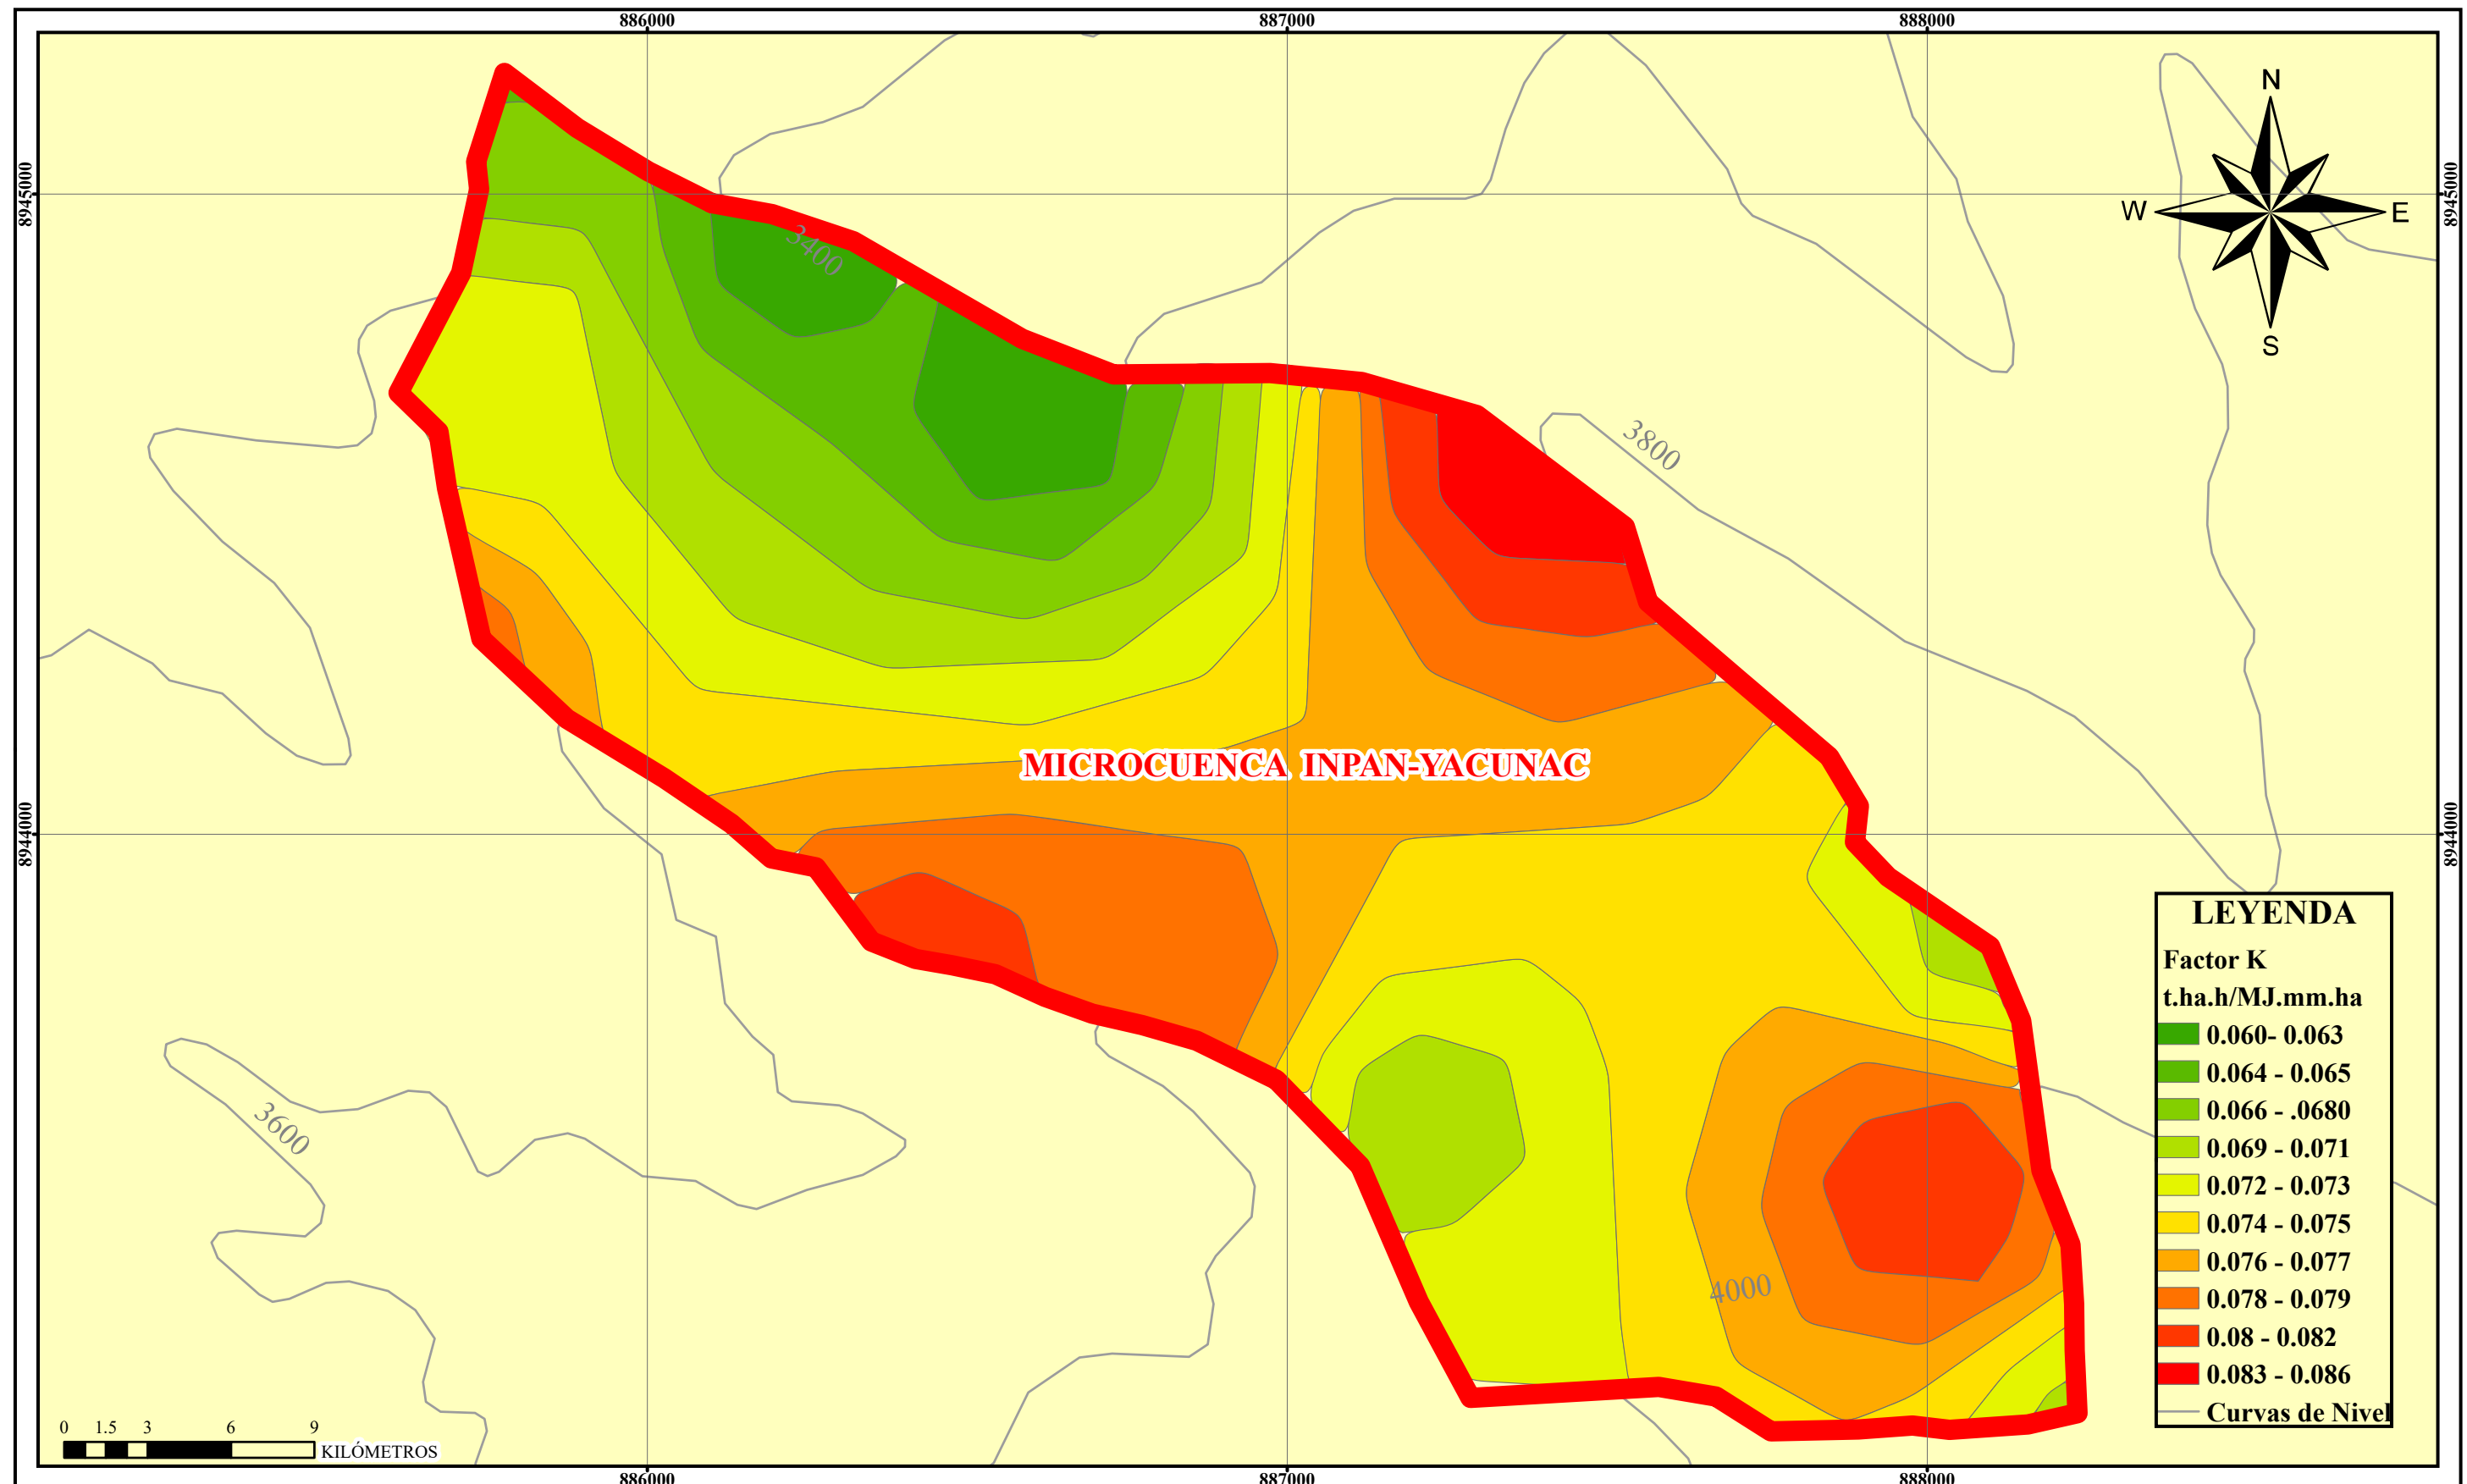 886000
887000
888000
8945000
8945000
N
W
E
S
3400
3800
MICROCUENCA INPAN-YACUNAC
8944000
8944000
3600
4000
LEYENDA
Factor K
t.ha.h/MJ.mm.ha
0.060- 0.063
0.064 - 0.065
0.066 - .0680
0.069 - 0.071
0.072 - 0.073
0.074 - 0.075
0.076 - 0.077
0.078 - 0.079
0.08 - 0.082
0.083 - 0.086
Curvas de Nivel
0 1.5 3 6 9
KILÓMETROS
886000
887000
888000